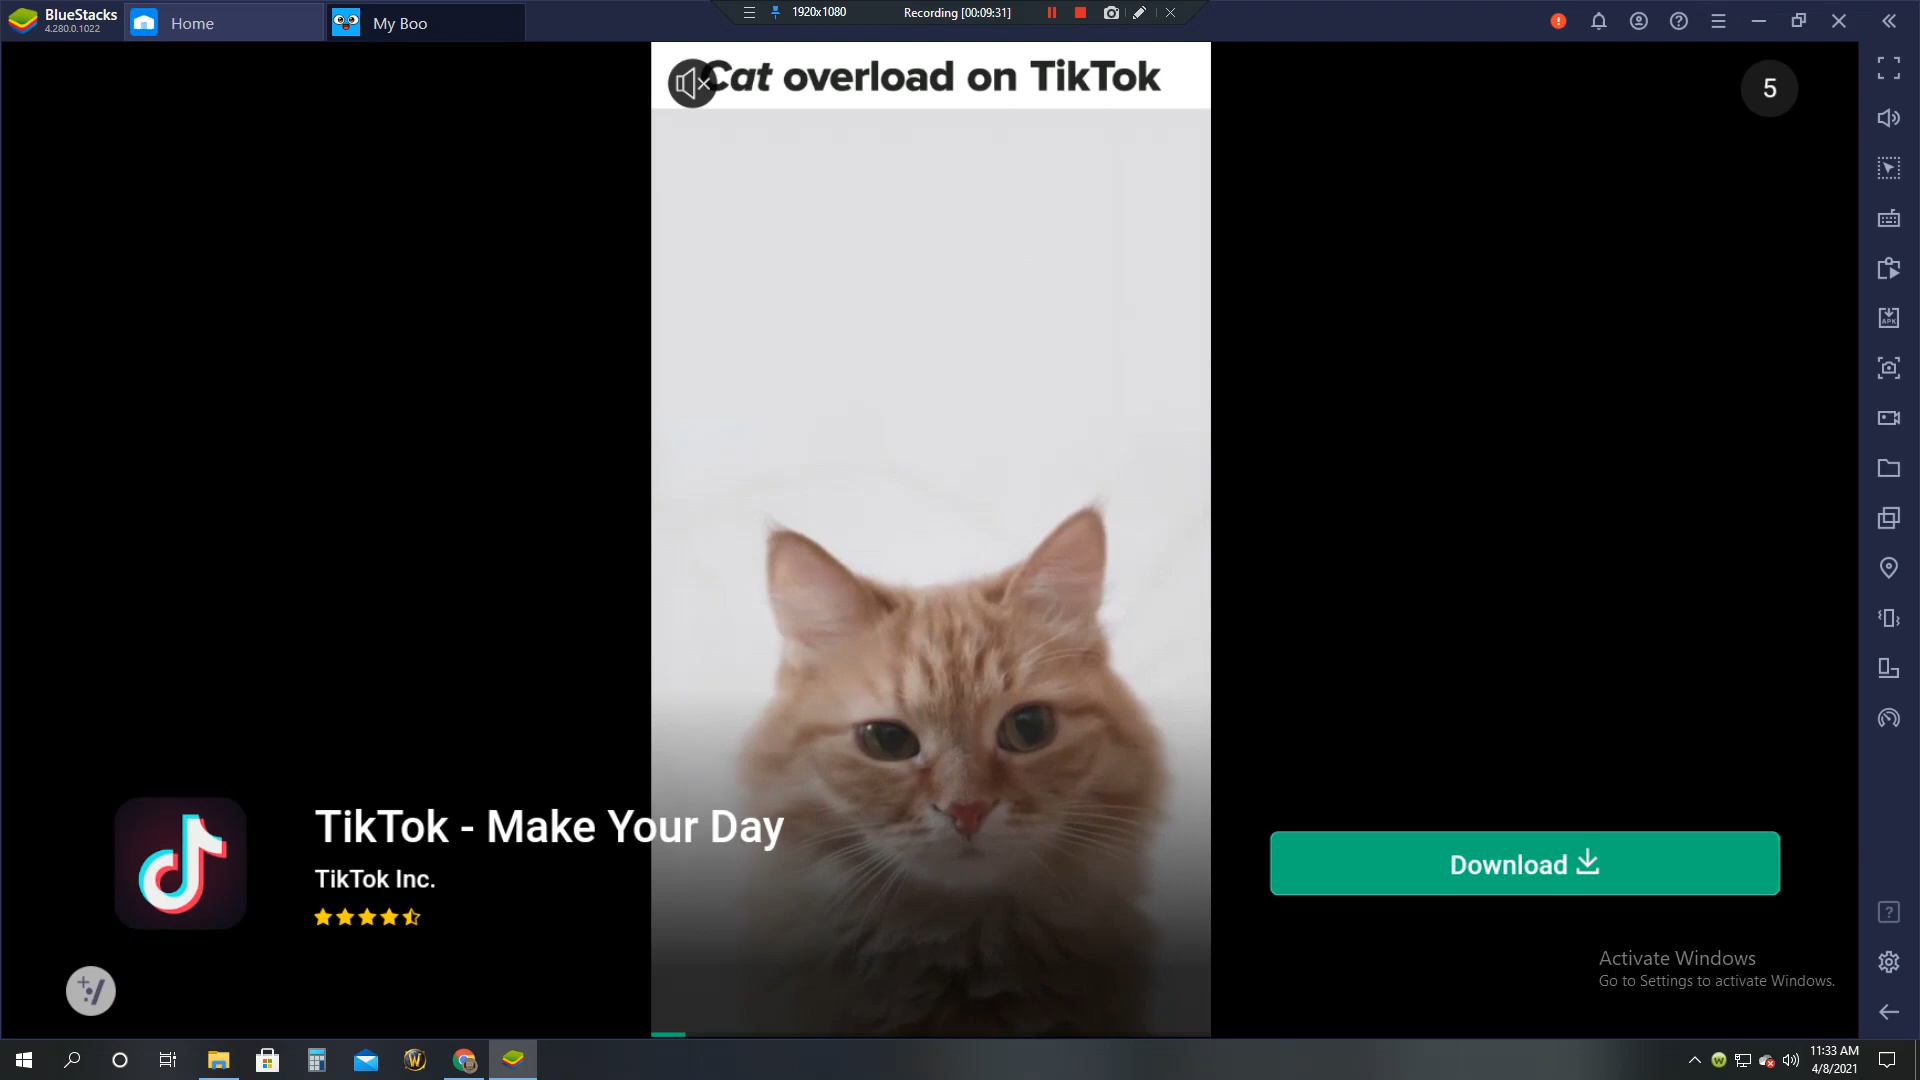 BlueStacks
4.280.0.1022
Home
My Boo
1920x1080
Recording [00:09:31]
Cat overload on TikTok
5
APK
TikTok - Make Your Day
TikTok Inc.
Download
Activate Windows
Go to Settings to activate Windows.
11:33 AM
4/8/2021